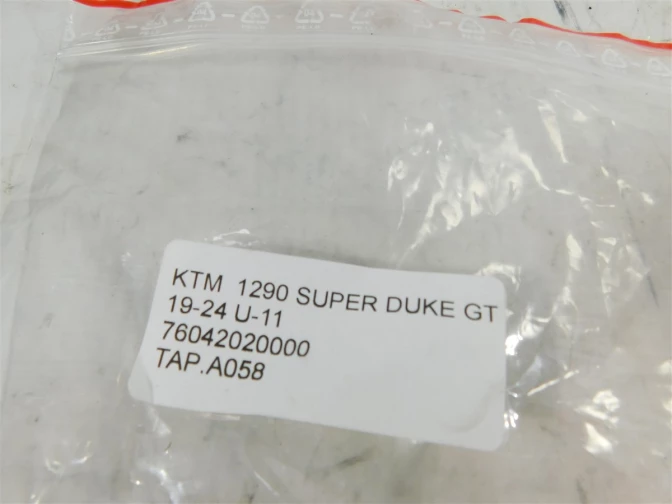 KTM 1290 SUPER DUKE GT
19-24 U-11
76042020000
TAP.A058